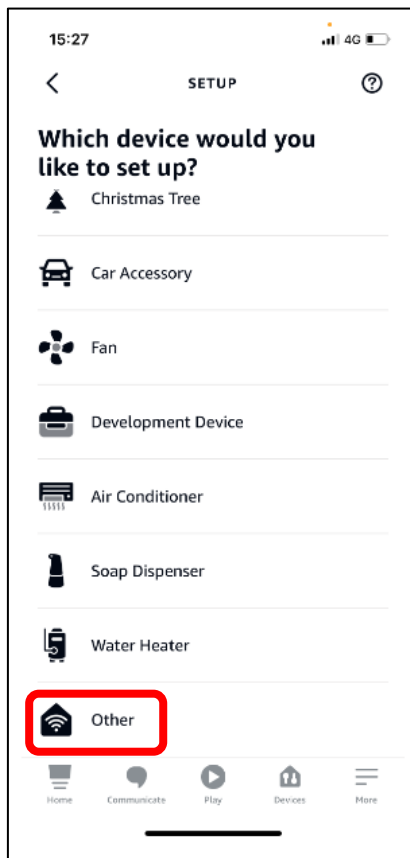 15:27
4G
SETUP
Which device would you
like to set up?
Christmas Tree
Car Accessory
Fan
Development Device
Air Conditioner
Soap Dispenser
Water Heater
Other
Home Communicate Play Devices More